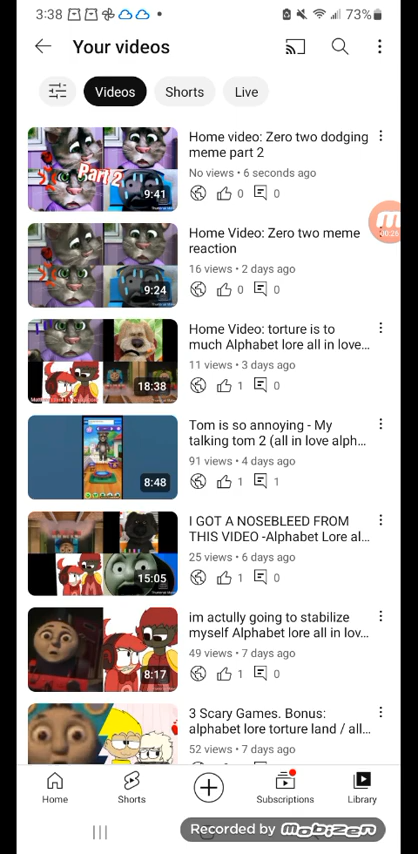 3:38 73%
Your videos
Videos Shorts Live
Home video: Zero two dodging
meme part 2
No views • 6 seconds ago
0 0
Part 2
9:41
00:26
Home Video: Zero two meme
reaction
16 views • 2 days ago
0 0
9:24
Home Video: torture is to
much Alphabet lore all in love...
11 views • 3 days ago
1 0
18:38
Tom is so annoying - My
talking tom 2 (all in love alph...
91 views • 4 days ago
1 1
8:48
I GOT A NOSEBLEED FROM
THIS VIDEO -Alphabet Lore al...
25 views • 6 days ago
1 0
15:05
im actully going to stabilize
myself Alphabet lore all in lov...
49 views • 7 days ago
1 0
8:17
3 Scary Games. Bonus:
alphabet lore torture land / all...
52 views • 7 days ago
Home Shorts Subscriptions Library
Recorded by mobizen